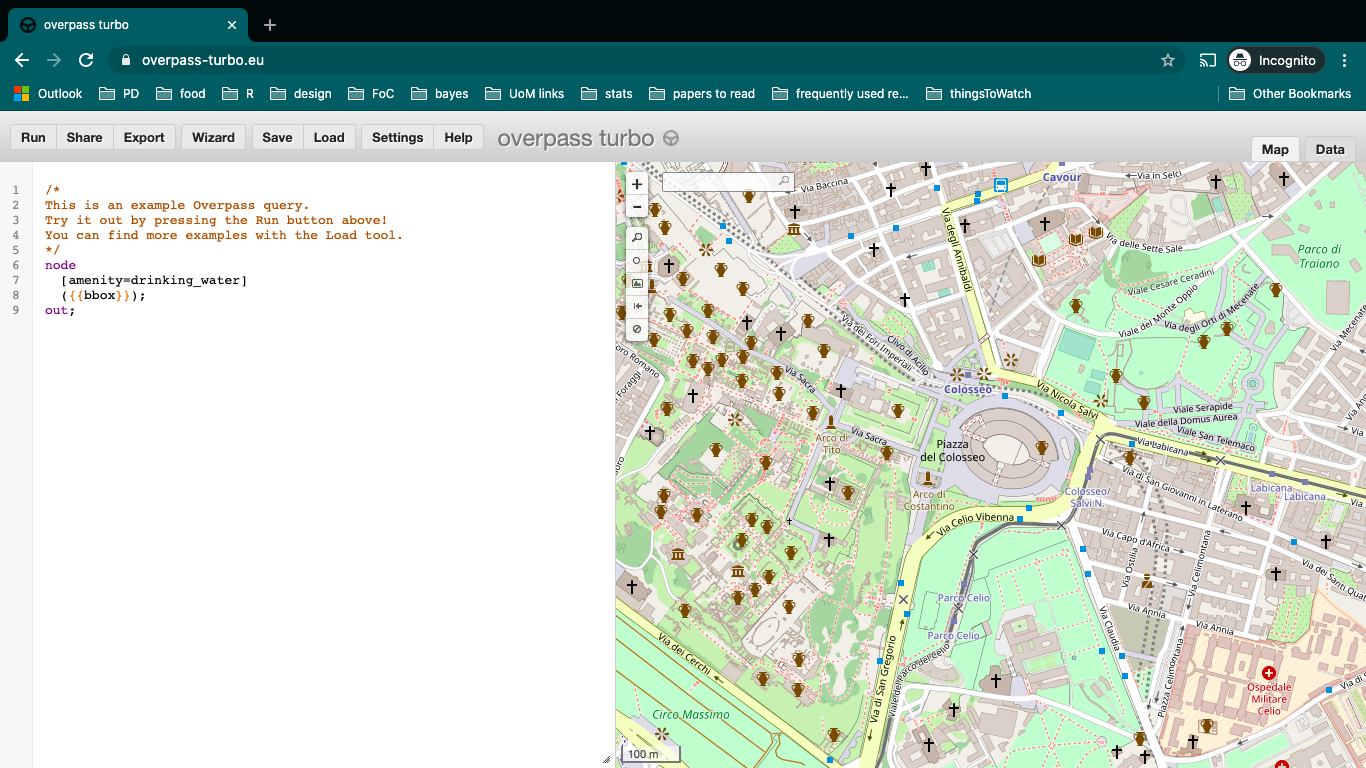 overpass turbo
overpass-turbo.eu
Incognito
Outlook PD food R design FoC bayes UoM links stats papers to read frequently used re... thingsToWatch Other Bookmarks
Run Share Export Wizard Save Load Settings Help overpass turbo
Map Data
1 /*
2 This is an example Overpass query.
3 Try it out by pressing the Run button above!
4 You can find more examples with the Load tool.
5 */
6 node
7 [amenity=drinking_water]
8 ({{bbox}});
9 out;
+
−
Cavour
Via in Selci
Via Baccina
Via degli Annibaldi
Via delle Sette Sale
Parco di
Traiano
Viale Cesare Ceradini
Viale del Monte Oppio
Via degli Orti di Mecenate
Via Mecenate
Via dei Fori Imperiali
Clivo di Acilio
Foro Romano
Foraggi
Via Sacra
Colosseo
Via Nicola Salvi
Viale Serapide
Viale della Domus Aurea
Viale San Telemaco
Arco di
Tito
Via Sacra
Piazza
del Colosseo
Via Labicana
Labicana
Labicana
Via di San Giovanni in Laterano
Colosseo/
Salvi N.
Arco di
Costantino
Via Celio Vibenna
Via Capo d'Africa
Via Ostilia
Via Celimontana
Via dei Santi Quat
Parco Celio
Parco Celio
Via Annia
Via Annia
Via Claudia
Via dei Cerchi
Via di San Gregorio
Viale del Parco del Celio
Piazza Celimontana
Ospedale
Militare
Celio
Circo Massimo
100 m